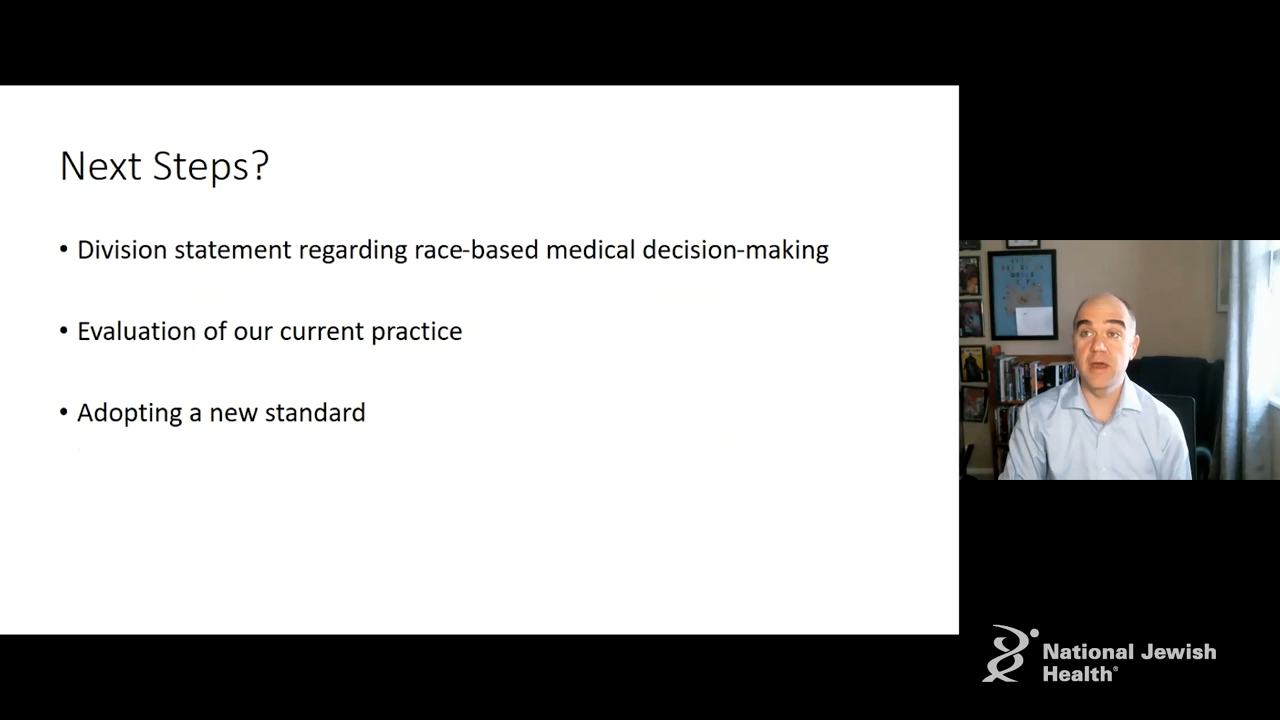 Next Steps?
• Division statement regarding race-based medical decision-making
• Evaluation of our current practice
• Adopting a new standard
National Jewish
Health®